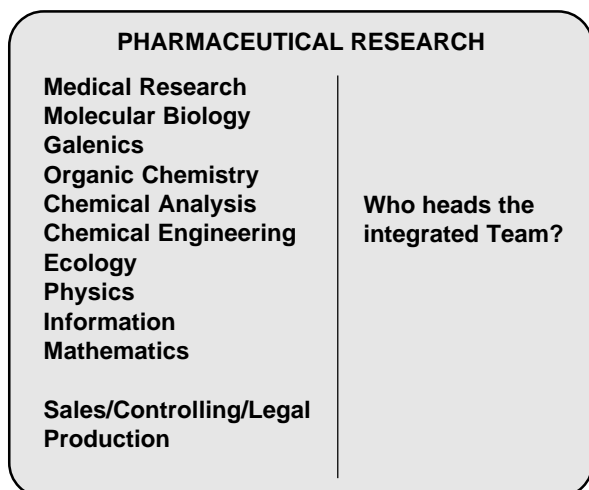 PHARMACEUTICAL RESEARCH
Medical Research
Molecular Biology
Galenics
Organic Chemistry
Chemical Analysis
Chemical Engineering
Ecology
Physics
Information
Mathematics
Sales/Controlling/Legal
Production
Who heads the
integrated Team?